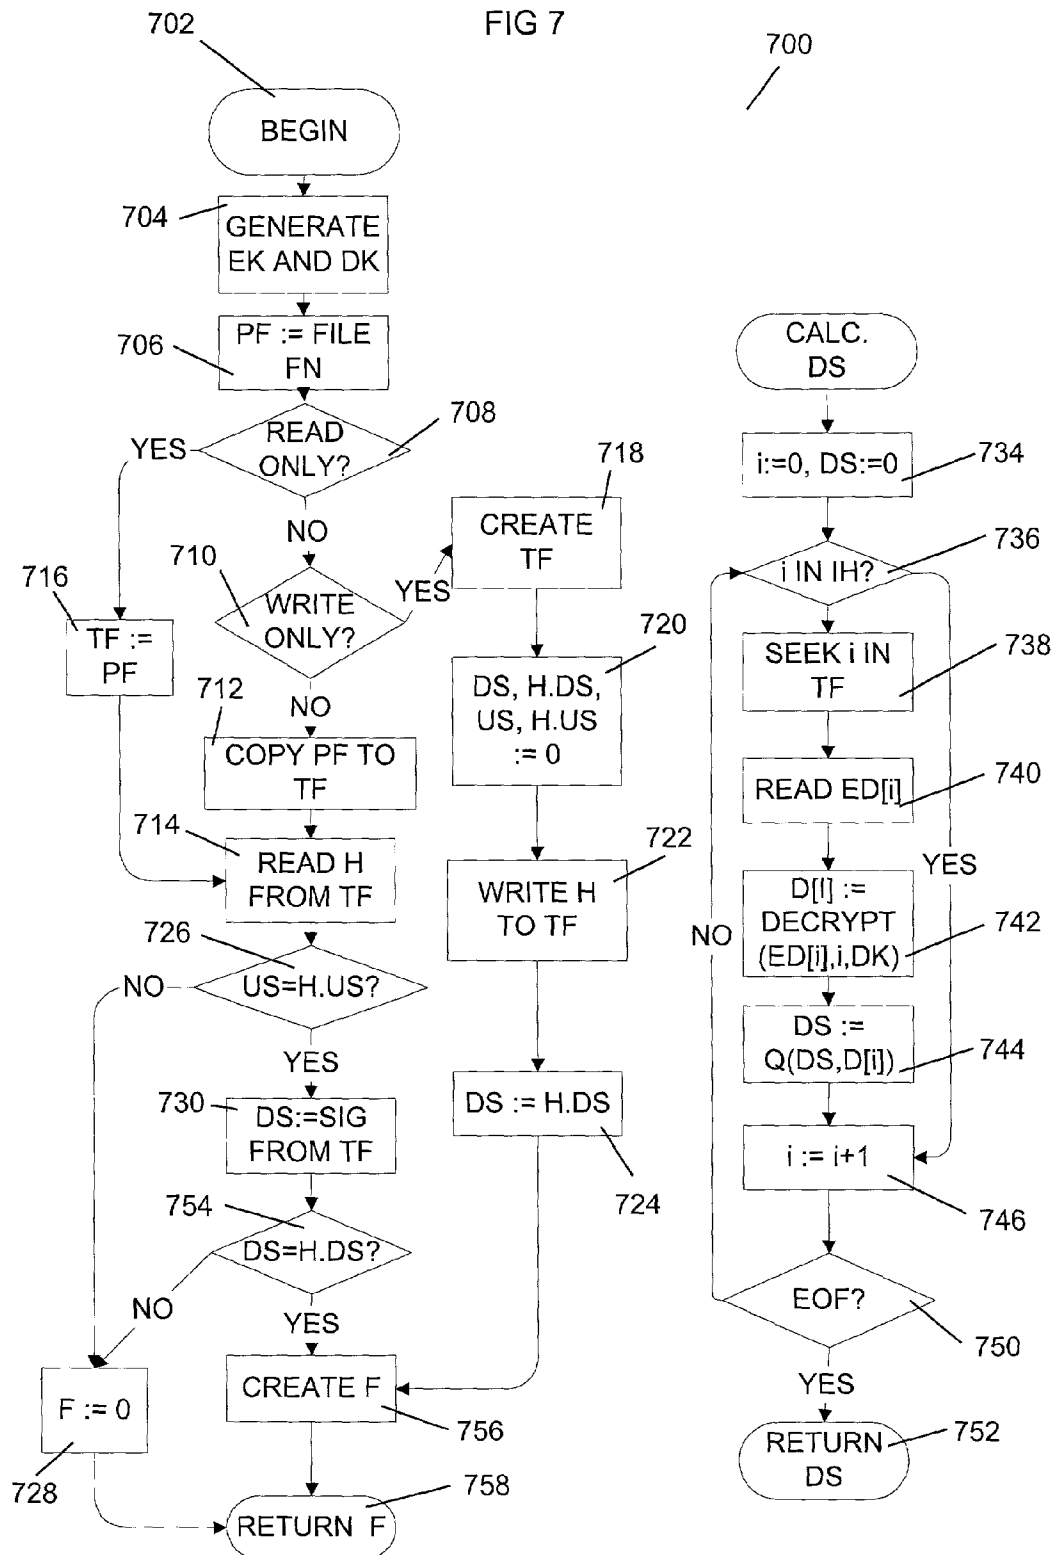 FIG 7
702
700
BEGIN
704
GENERATE
EK AND DK
706
PF := FILE
FN
708
READ
ONLY?
YES
NO
710
WRITE
ONLY?
YES
NO
716
TF :=
PF
712
COPY PF TO
TF
714
READ H
FROM TF
726
US=H.US?
NO
YES
730
DS:=SIG
FROM TF
754
DS=H.DS?
NO
YES
F := 0
728
CREATE F
756
758
RETURN F
718
CREATE
TF
720
DS, H.DS,
US, H.US
:= 0
722
WRITE H
TO TF
DS := H.DS
724
CALC.
DS
i:=0, DS:=0
734
i IN IH?
736
SEEK i IN
TF
738
READ ED[i]
740
YES
NO
D[I] :=
DECRYPT
(ED[i],i,DK)
742
DS :=
Q(DS,D[i])
744
i := i+1
746
EOF?
750
YES
RETURN
DS
752